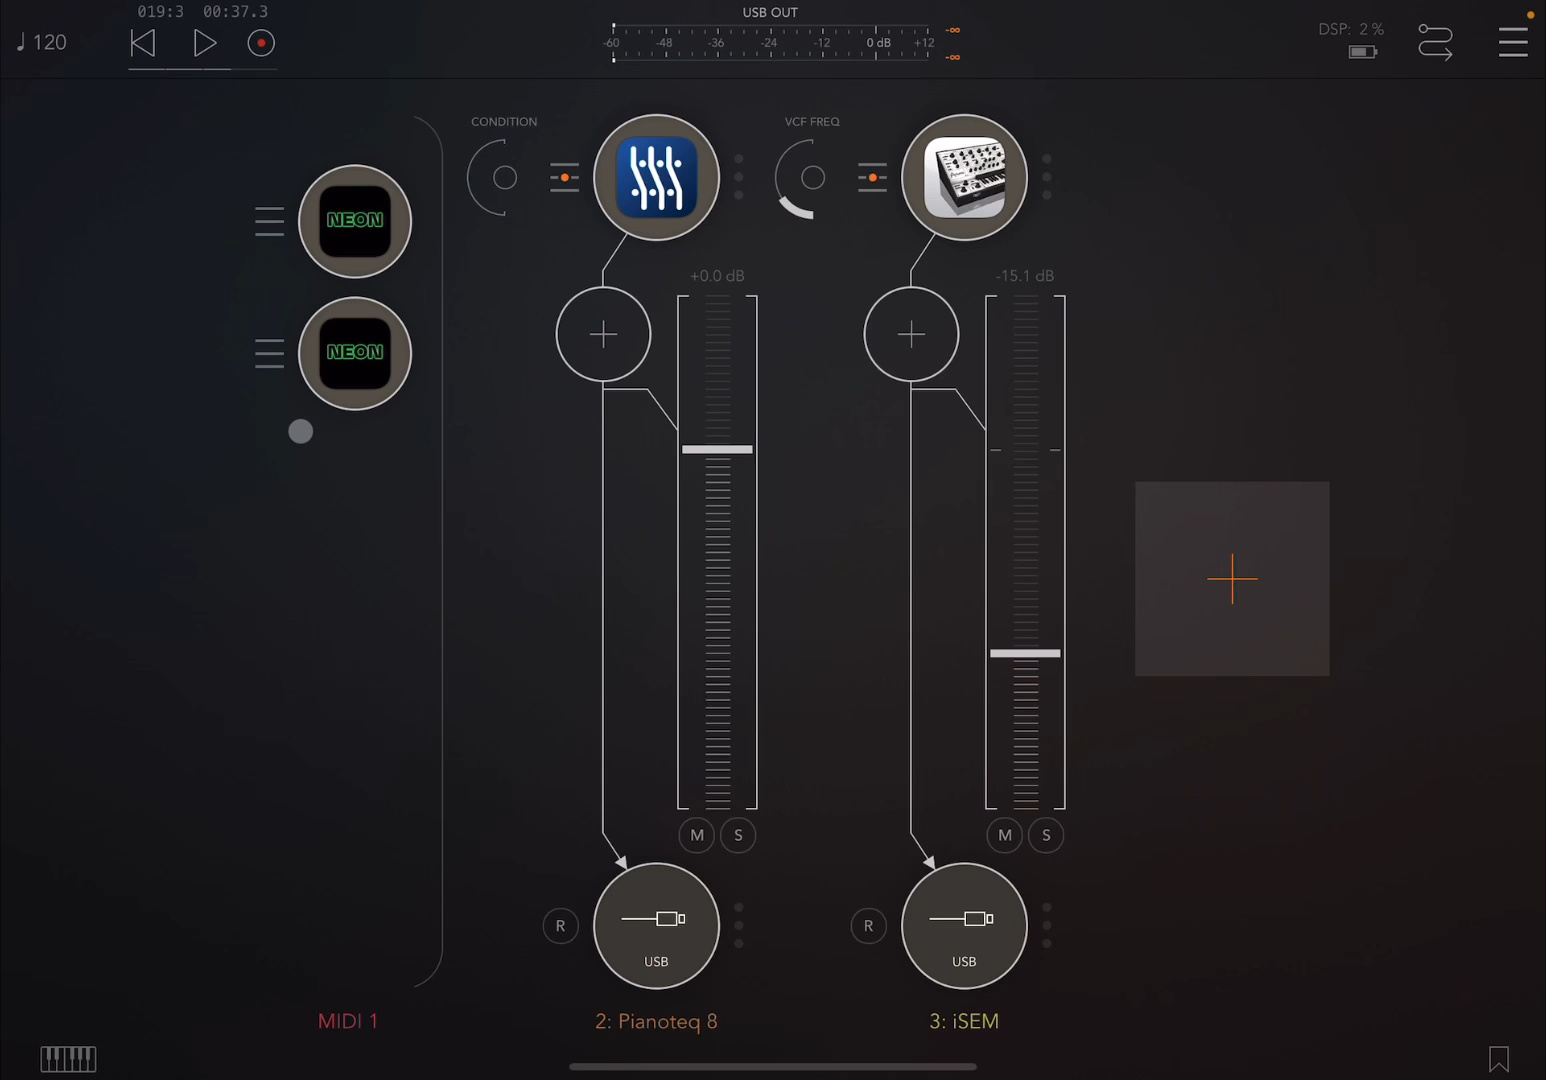 019:3 00:37.3
120
USB OUT
-60 -48 -36 -24 -12 0 dB +12
-∞
-∞
DSP: 2 %
CONDITION
VCF FREQ
NEON
NEON
+0.0 dB
-15.1 dB
M S
M S
R
USB
R
USB
MIDI 1
2: Pianoteq 8
3: iSEM